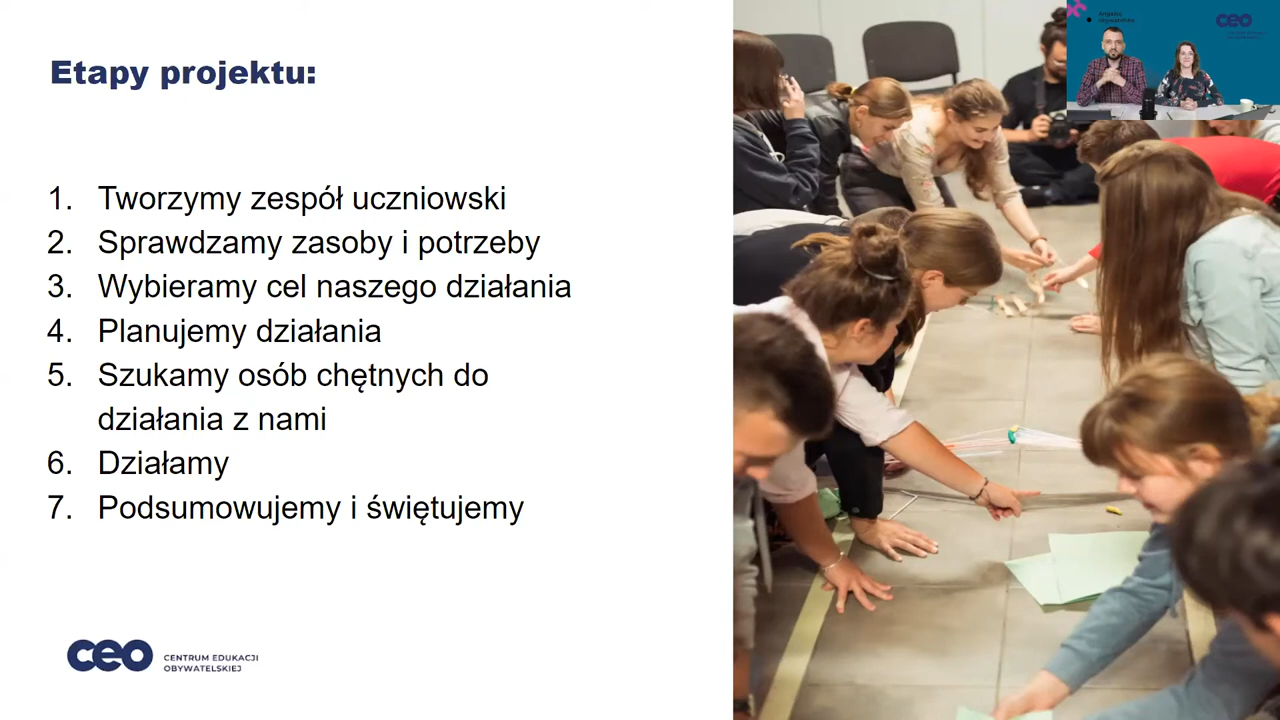 Etapy projektu:
1. Tworzymy zespół uczniowski
2. Sprawdzamy zasoby i potrzeby
3. Wybieramy cel naszego działania
4. Planujemy działania
5. Szukamy osób chętnych do
działania z nami
6. Działamy
7. Podsumowujemy i świętujemy
ceo CENTRUM EDUKACJI
OBYWATELSKIEJ
ceo